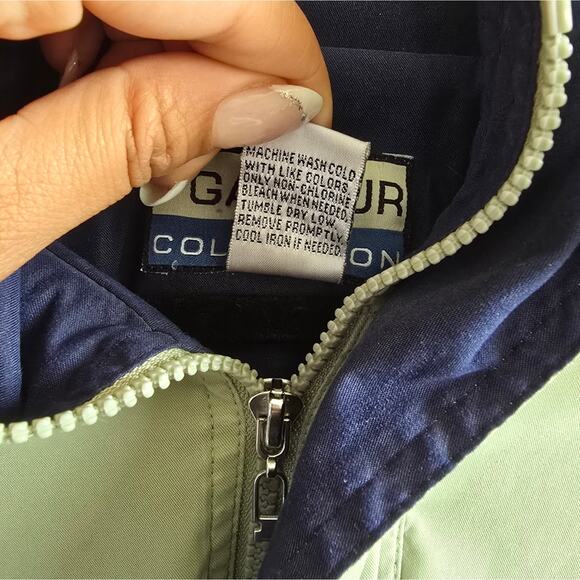 MACHINE WASH COLD
WITH LIKE COLORS.
ONLY NON-CHLORINE
BLEACH WHEN NEEDED.
TUMBLE DRY LOW.
REMOVE PROMPTLY.
COOL IRON IF NEEDED.